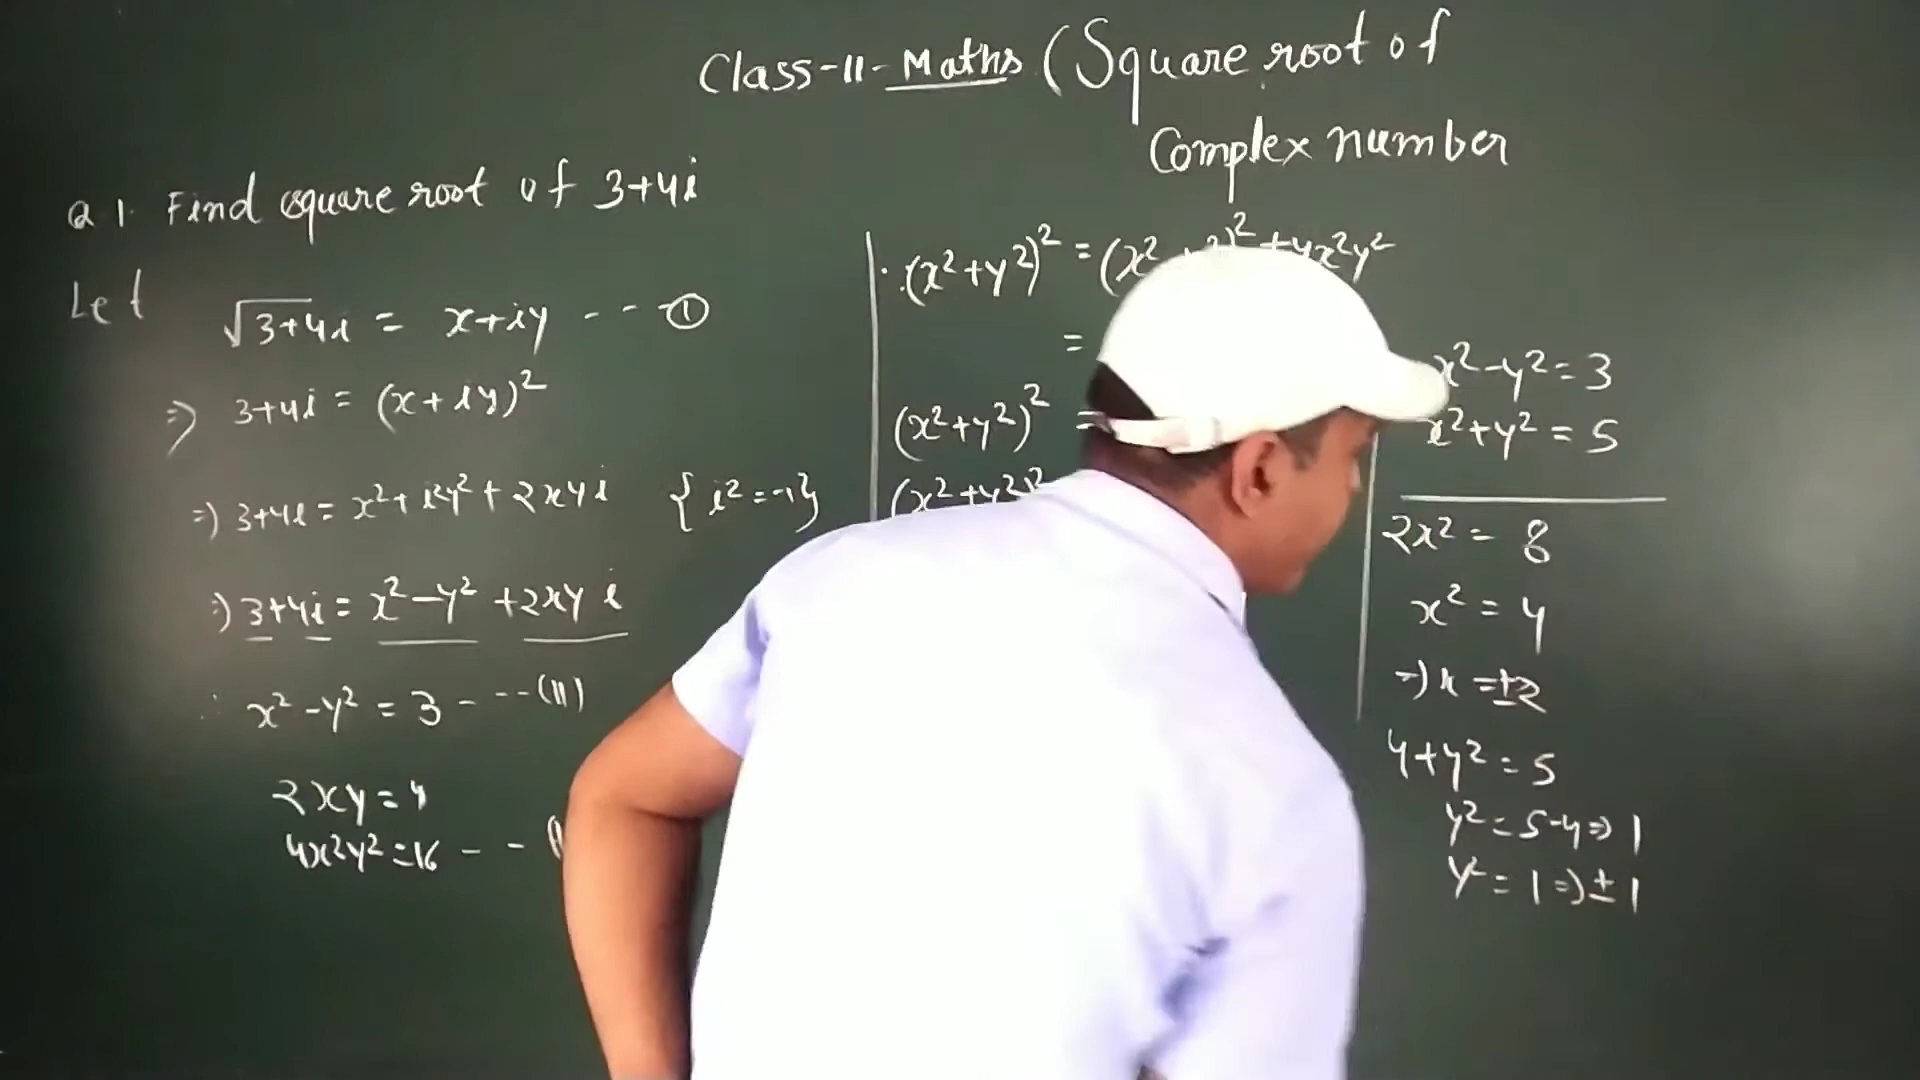 Class-11-Maths (Square root of
Complex number
Q 1. Find square root of 3+4i
Let √3+4i = x+iy - - - ①
=> 3+4i = (x+iy)²
=) 3+4i = x²+i²y²+2xyi {i²=-1}
=) 3+4i = x²-y²+2xy i
∴ x²-y² = 3 - - - (II)
2xy=4
4x²y²=16 - -
(x²+y²)² = (x² )²+4x²y²
=
(x²+y²)² =
(x²+y²)²
x²-y²=3
x²+y²=5
2x² = 8
x² = 4
=) x =±2
4+y²=5
y²=5-4=) 1
y²= 1 =) ± 1